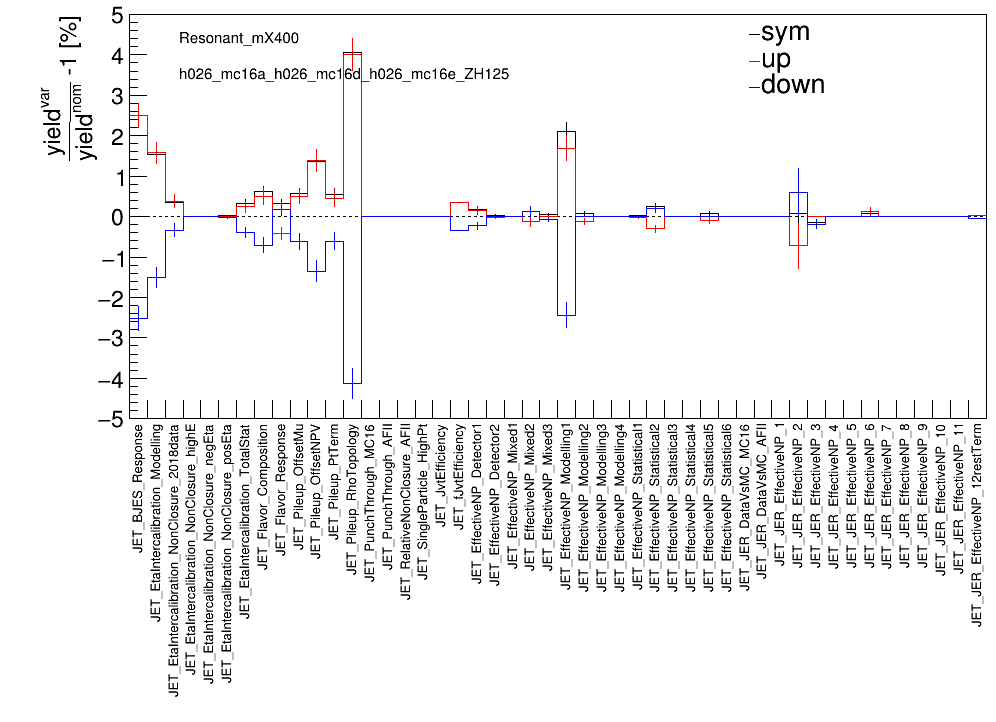 yield^var / yield^nom -1 [%]
5
4
3
2
1
0
−1
−2
−3
−4
−5
Resonant_mX400
h026_mc16a_h026_mc16d_h026_mc16e_ZH125
sym
up
down
JET_BJES_Response
JET_EtaIntercalibration_Modelling
JET_EtaIntercalibration_NonClosure_2018data
JET_EtaIntercalibration_NonClosure_highE
JET_EtaIntercalibration_NonClosure_negEta
JET_EtaIntercalibration_NonClosure_posEta
JET_EtaIntercalibration_TotalStat
JET_Flavor_Composition
JET_Flavor_Response
JET_Pileup_OffsetMu
JET_Pileup_OffsetNPV
JET_Pileup_PtTerm
JET_Pileup_RhoTopology
JET_PunchThrough_MC16
JET_PunchThrough_AFII
JET_RelativeNonClosure_AFII
JET_SingleParticle_HighPt
JET_JvtEfficiency
JET_fJvtEfficiency
JET_EffectiveNP_Detector1
JET_EffectiveNP_Detector2
JET_EffectiveNP_Mixed1
JET_EffectiveNP_Mixed2
JET_EffectiveNP_Mixed3
JET_EffectiveNP_Modelling1
JET_EffectiveNP_Modelling2
JET_EffectiveNP_Modelling3
JET_EffectiveNP_Modelling4
JET_EffectiveNP_Statistical1
JET_EffectiveNP_Statistical2
JET_EffectiveNP_Statistical3
JET_EffectiveNP_Statistical4
JET_EffectiveNP_Statistical5
JET_EffectiveNP_Statistical6
JET_JER_DataVsMC_MC16
JET_JER_DataVsMC_AFII
JET_JER_EffectiveNP_1
JET_JER_EffectiveNP_2
JET_JER_EffectiveNP_3
JET_JER_EffectiveNP_4
JET_JER_EffectiveNP_5
JET_JER_EffectiveNP_6
JET_JER_EffectiveNP_7
JET_JER_EffectiveNP_8
JET_JER_EffectiveNP_9
JET_JER_EffectiveNP_10
JET_JER_EffectiveNP_11
JET_JER_EffectiveNP_12restTerm